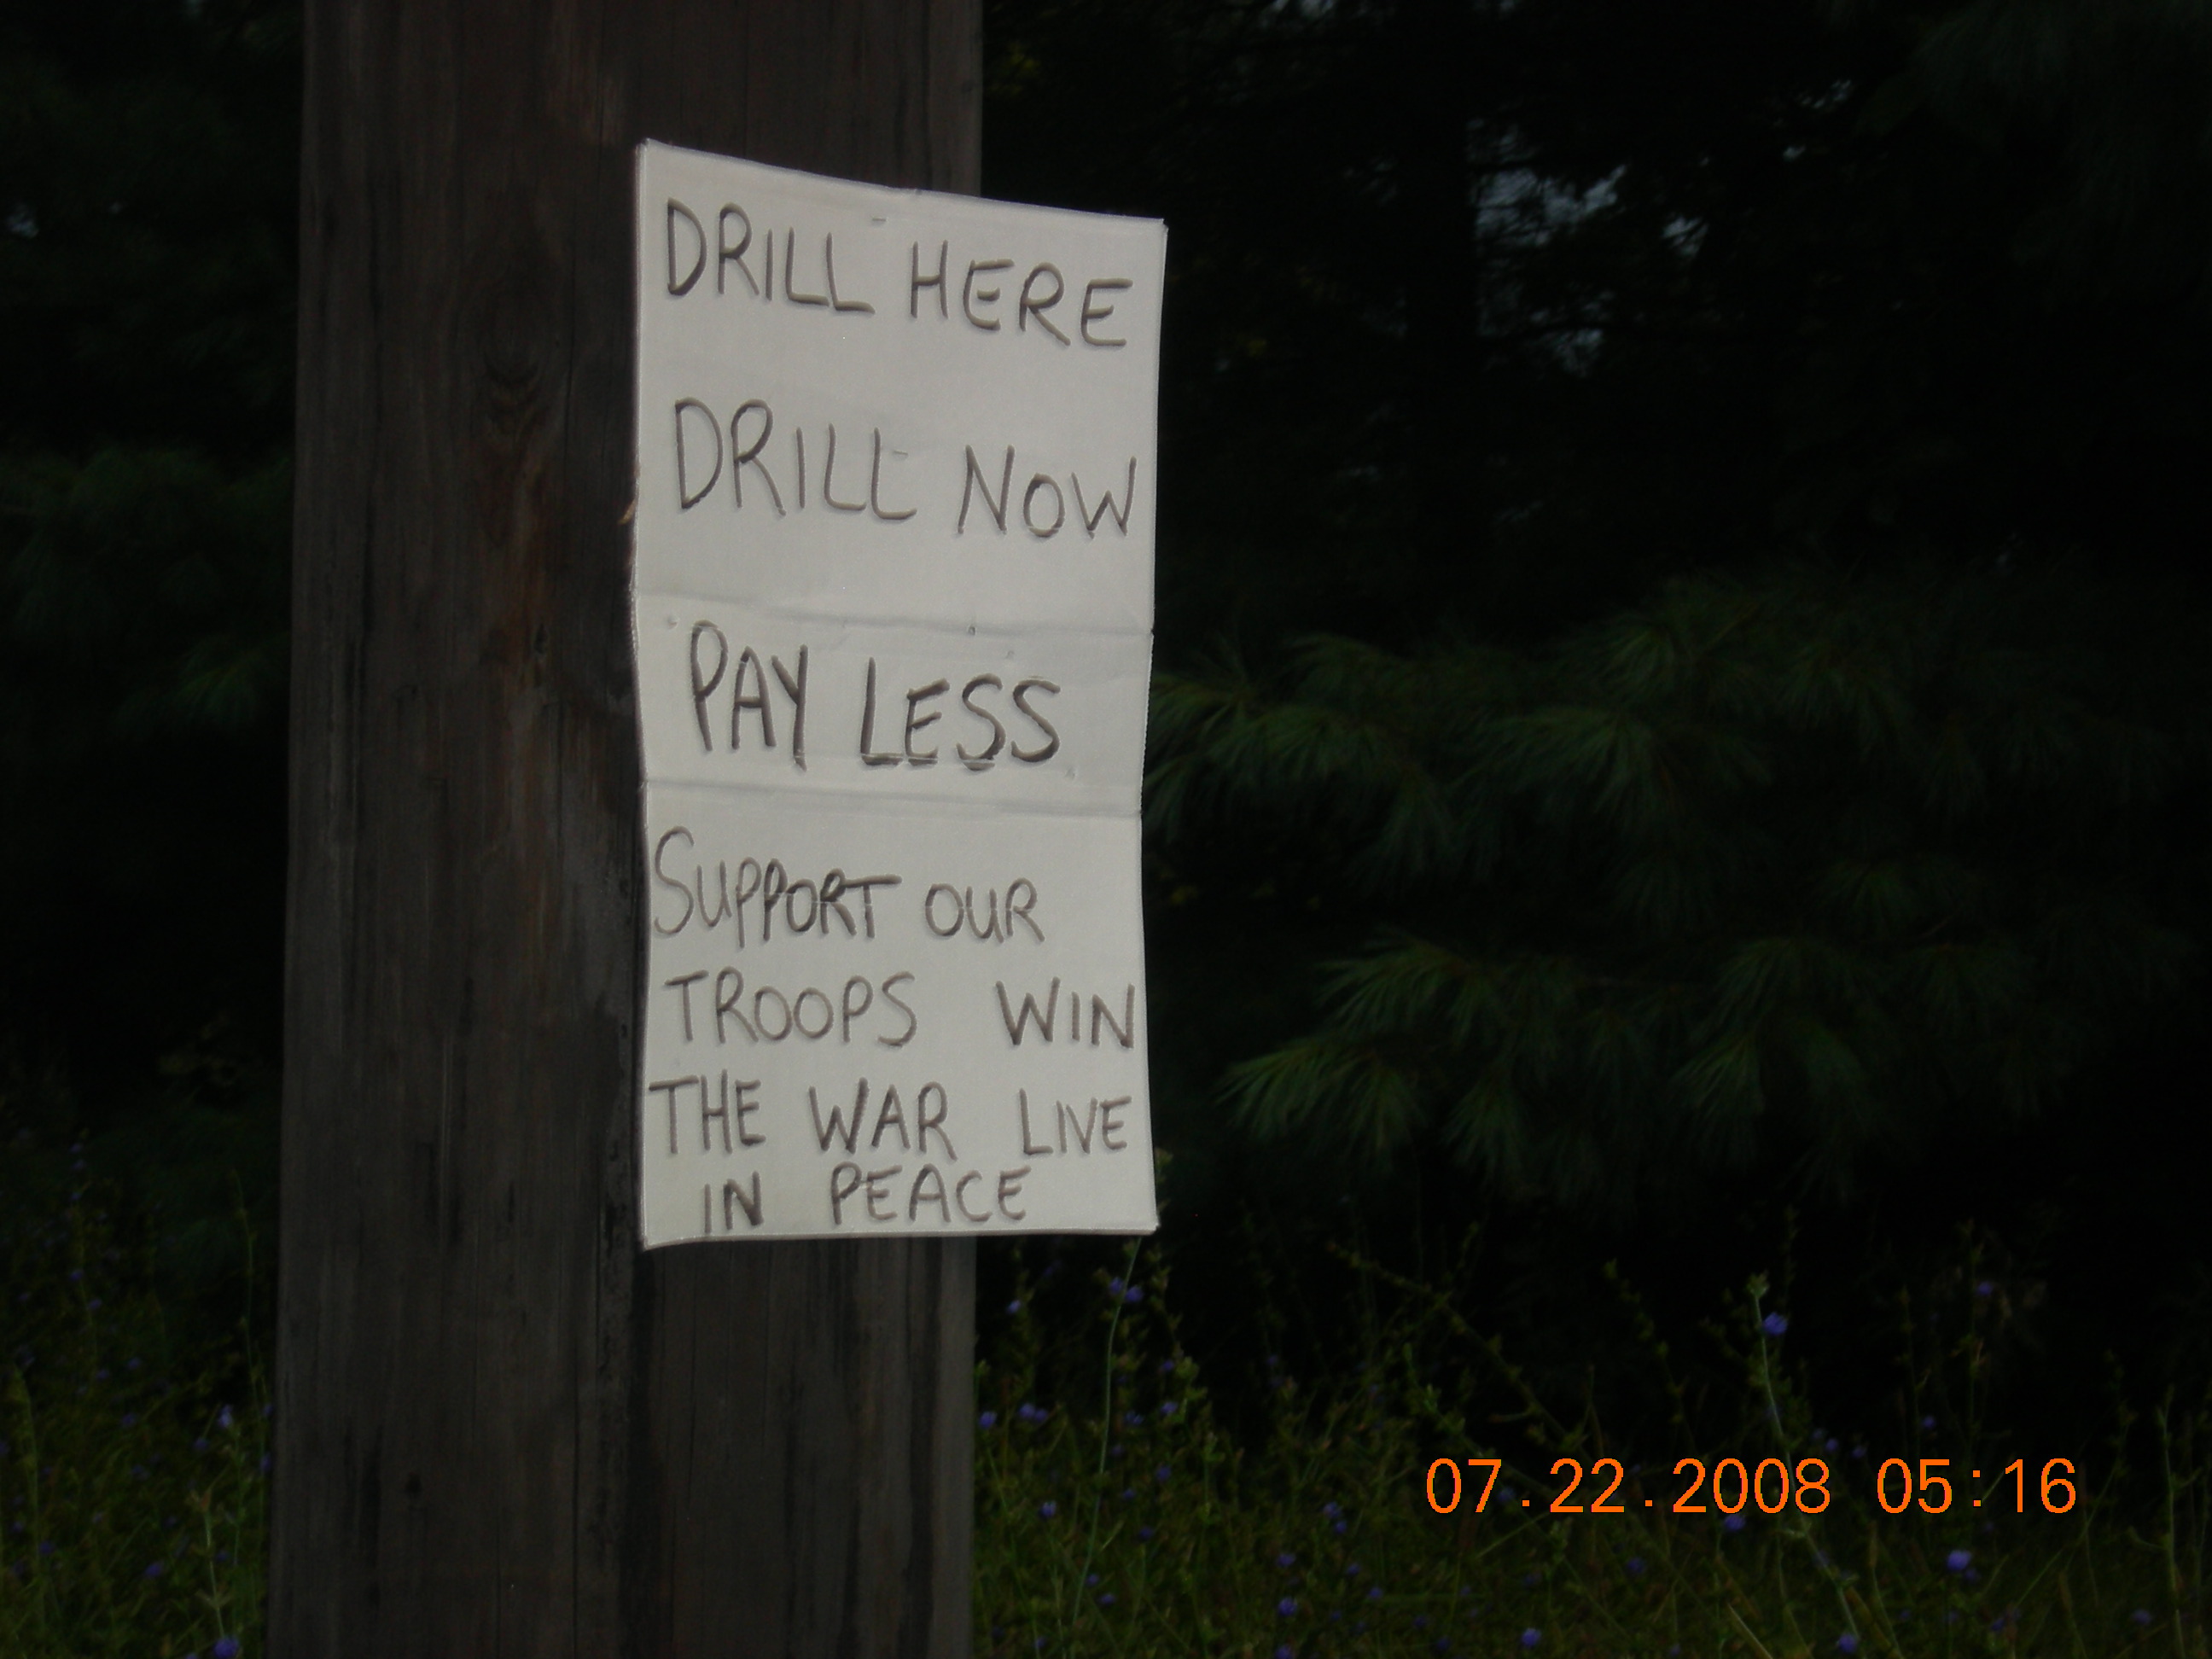 DRILL HERE
DRILL NOW
PAY LESS
SUPPORT OUR
TROOPS WIN
THE WAR LIVE
IN PEACE
07.22.2008 05:16